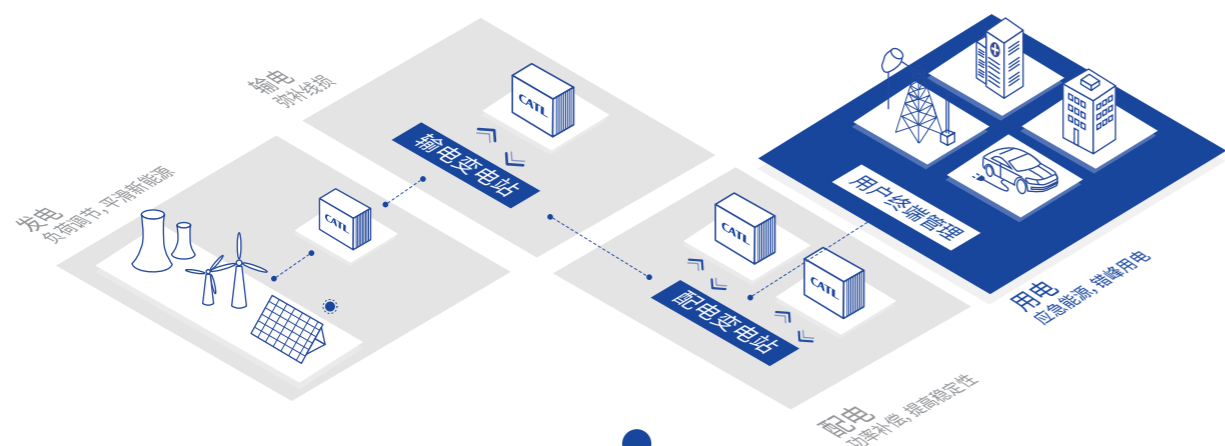 输电
弥补线损
CATL
输电变电站
发电
负荷调节，平滑新能源
CATL
用户终端管理
用电
应急能源，错峰用电
CATL
CATL
配电变电站
配电
功率补偿，提高稳定性